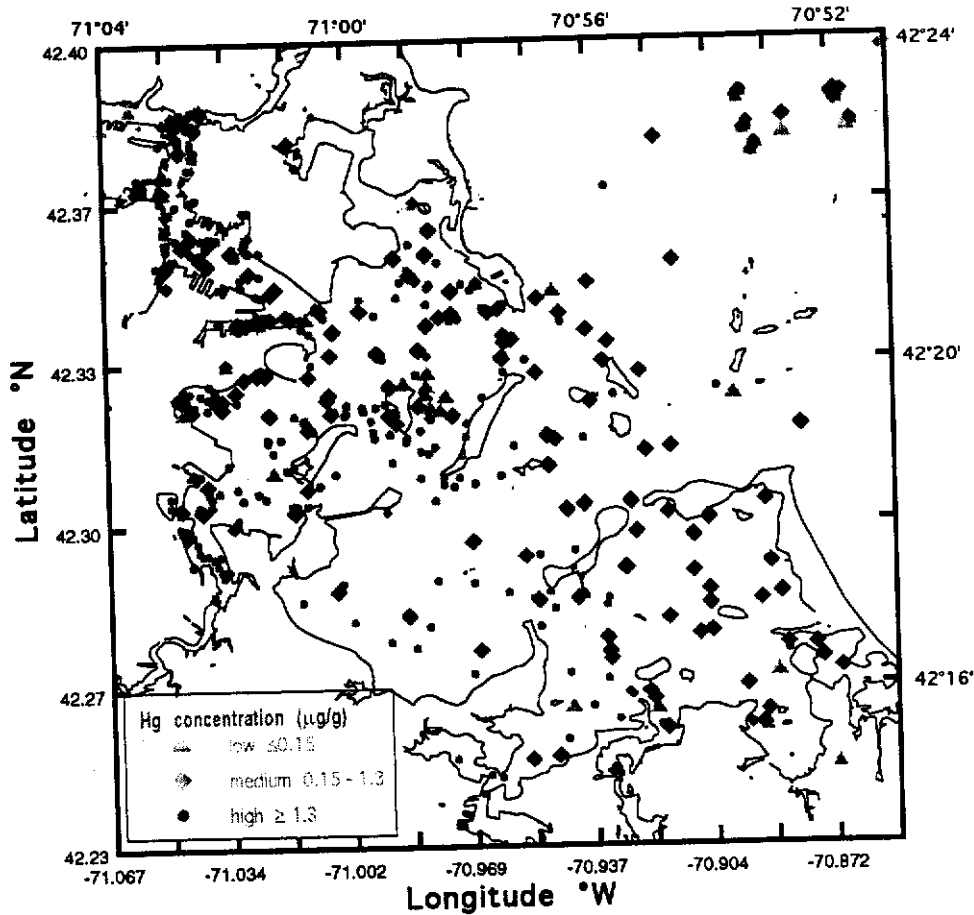 71°04' 71°00' 70°56' 70°52'
42.40 42°24'
42.37
42.33 42°20'
42.30
42.27 42°16'
42.23
Latitude °N
Hg concentration (µg/g)
low ≤0.15
medium 0.15 - 1.3
high ≥ 1.3
-71.067 -71.034 -71.002 -70.969 -70.937 -70.904 -70.872
Longitude °W